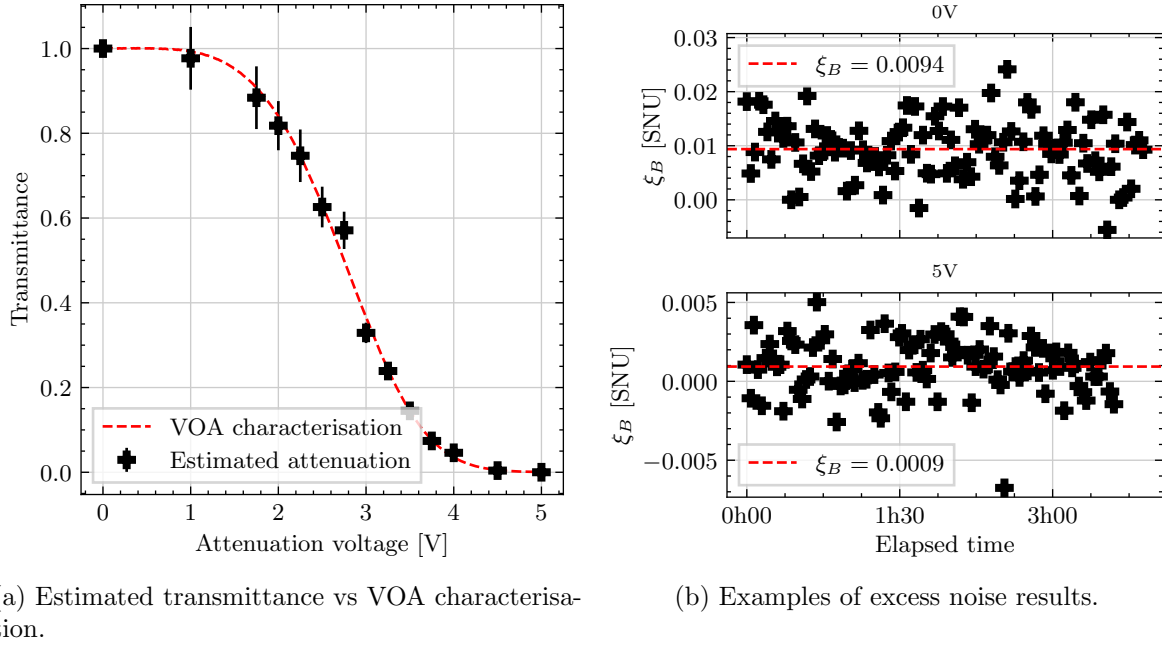 1.0
0.8
0.6
0.4
0.2
0.0
Transmittance
VOA characterisation
Estimated attenuation
0 1 2 3 4 5
Attenuation voltage [V]
(a) Estimated transmittance vs VOA characterisa-
tion.
0V
0.03
0.02
0.01
0.00
ξ_B [SNU]
ξ_B = 0.0094
5V
0.005
0.000
−0.005
ξ_B [SNU]
ξ_B = 0.0009
0h00 1h30 3h00
Elapsed time
(b) Examples of excess noise results.